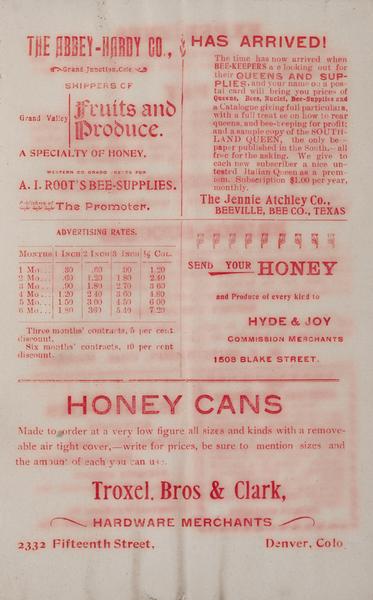 THE ABBEY-HARDY CO.,
Grand Junction, Colo
SHIPPERS OF
Grand Valley Fruits and Produce.
A SPECIALTY OF HONEY.
A. I. ROOT'S BEE-SUPPLIES.
The Promoter.
ADVERTISING RATES.
MONTHS 1 INCH 2 INCH 3 INCH ½ Col.
1 Mo... .30 .60 .90 1.20
2 Mo... .60 1.20 1.80 2.40
3 Mo... .90 1.80 2.70 3.60
4 Mo... 1.20 2.40 3.60 4.80
5 Mo... 1.50 3.00 4.50 6.00
6 Mo... 1.80 360 5.40 7.20
Three months' contracts, 5 per cent
discount.
Six months' contracts, 10 per cent
discount.
HAS ARRIVED!
The time has now arrived when
BEE-KEEPERS are looking out for
their QUEENS AND SUP-
PLIES, and your name on a pos-
tal card will bring you prices of
Queens, Bees, Nuclei, Bee-Supplies and
a Catalogue giving full particulars,
with a full treat se on how to rear
queens, and bee-keeping for profit;
and a sample copy of the SOUTH-
LAND QUEEN, the only bee-
paper published in the South,—all
free for the asking. We give to
each new subscriber a nice un-
tested Italian Queen as a prem-
ium. Subscription $1.00 per year,
monthly.
The Jennie Atchley Co.,
BEEVILLE, BEE CO., TEXAS
SEND YOUR HONEY
and Produce of every kind to
HYDE & JOY
COMMISSION MERCHANTS
1508 BLAKE STREET.
HONEY CANS
Made to order at a very low figure all sizes and kinds with a remove-
able air tight cover,—write for prices, be sure to mention sizes and
the amount of each you can use.
Troxel, Bros & Clark,
HARDWARE MERCHANTS
2332 Fifteenth Street, Denver, Colo